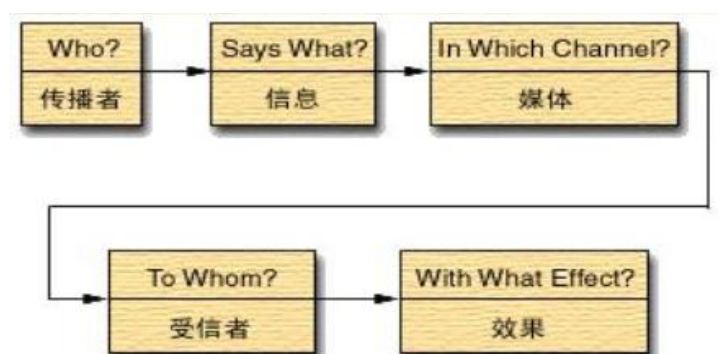 Who?
传播者
Says What?
信息
In Which Channel?
媒体
To Whom?
受信者
With What Effect?
效果